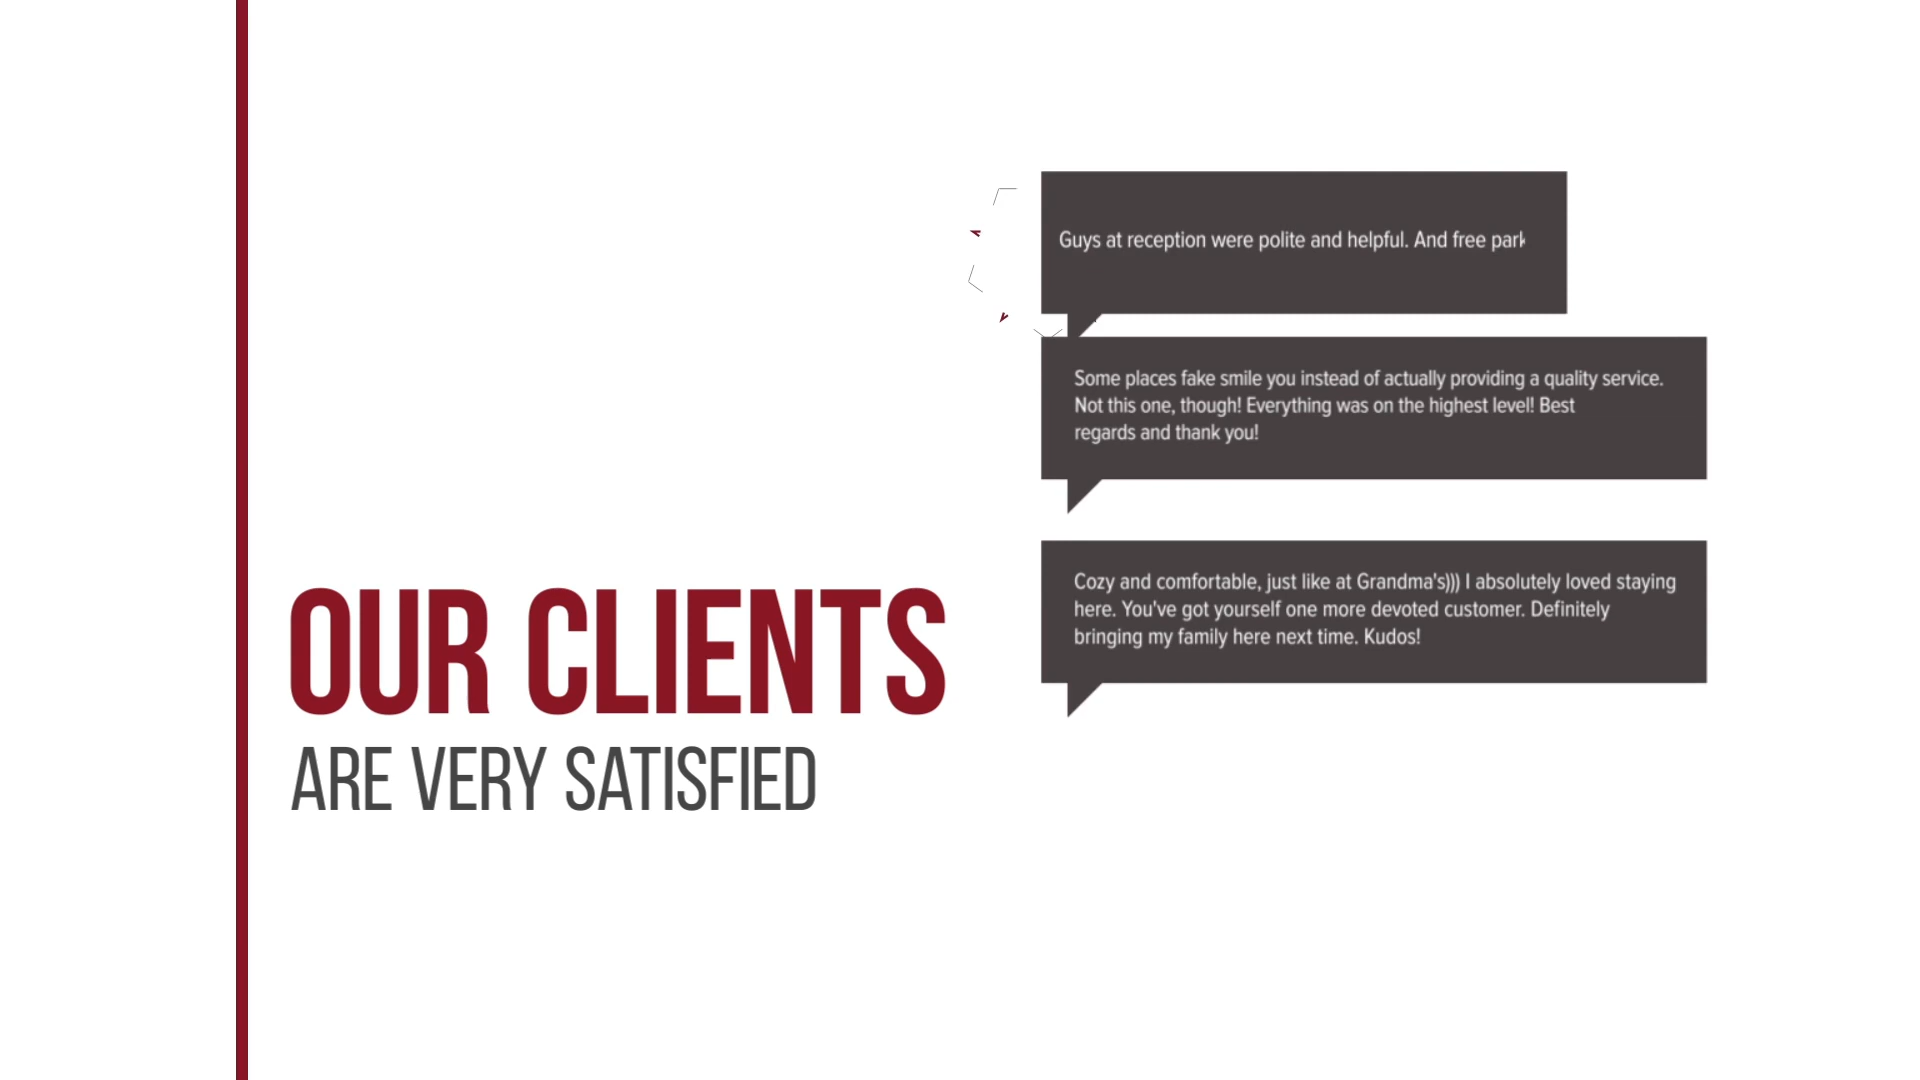 OUR CLIENTS
ARE VERY SATISFIED
Guys at reception were polite and helpful. And free park
Some places fake smile you instead of actually providing a quality service.
Not this one, though! Everything was on the highest level! Best
regards and thank you!
Cozy and comfortable, just like at Grandma's))) I absolutely loved staying
here. You've got yourself one more devoted customer. Definitely
bringing my family here next time. Kudos!